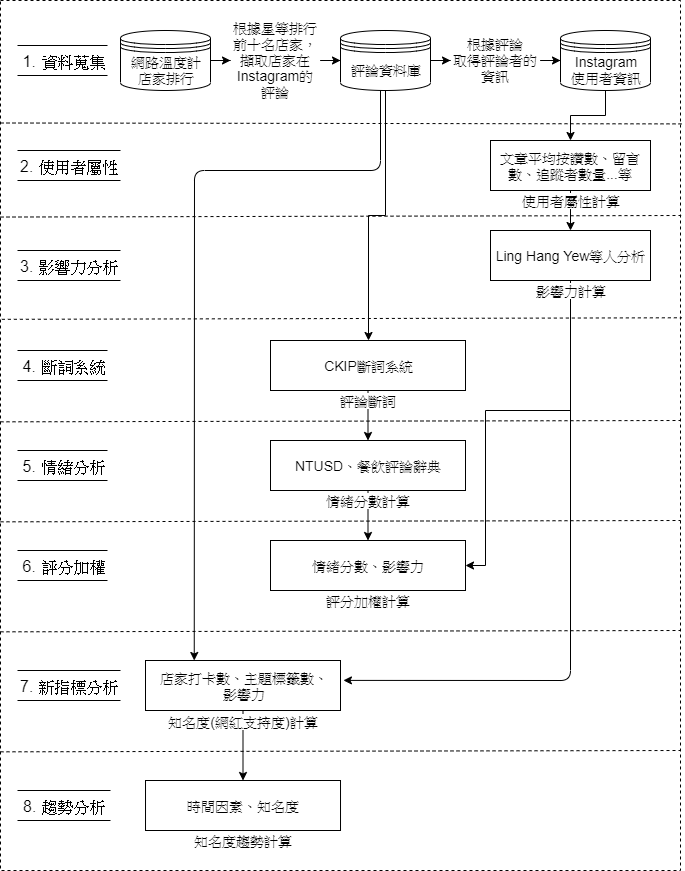 1. 資料蒐集
網路溫度計
店家排行
根據星等排行
前十名店家，
擷取店家在
Instagram的
評論
評論資料庫
根據評論
取得評論者的
資訊
Instagram
使用者資訊
2. 使用者屬性
文章平均按讚數、留言
數、追蹤者數量...等
使用者屬性計算
3. 影響力分析
Ling Hang Yew等人分析
影響力計算
4. 斷詞系統
CKIP斷詞系統
評論斷詞
5. 情緒分析
NTUSD、餐飲評論辭典
情緒分數計算
6. 評分加權
情緒分數、影響力
評分加權計算
7. 新指標分析
店家打卡數、主題標籤數、
影響力
知名度(網紅支持度)計算
8. 趨勢分析
時間因素、知名度
知名度趨勢計算